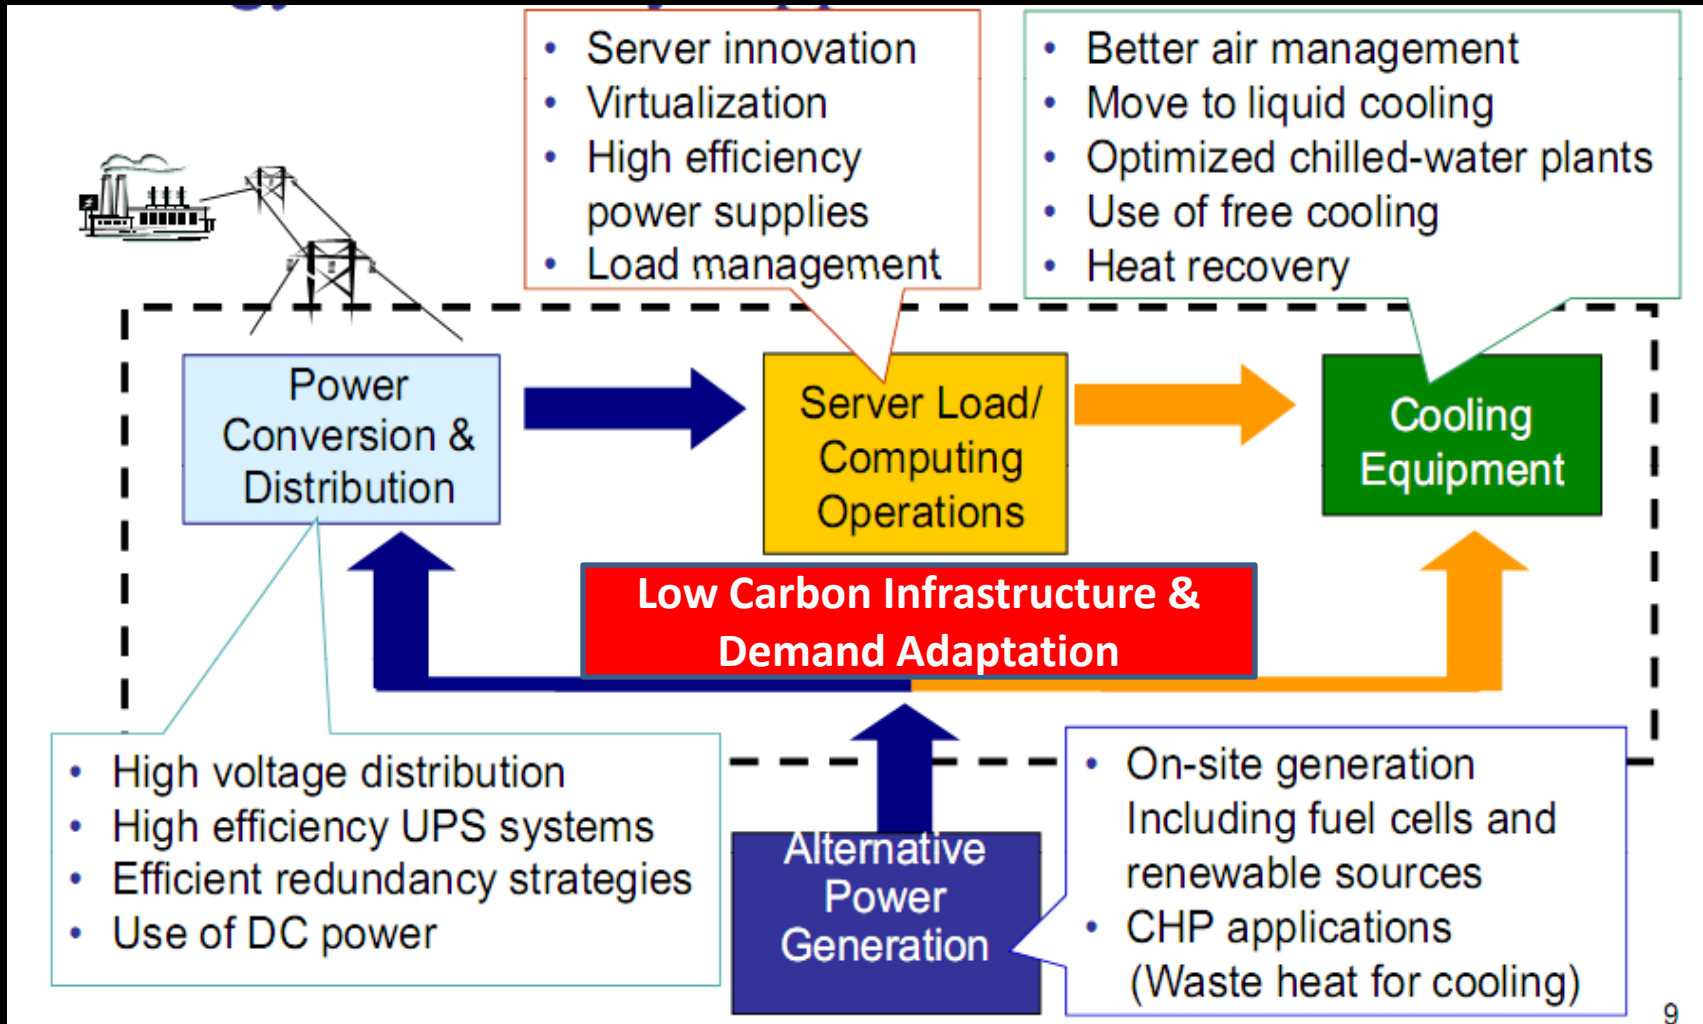 • Server innovation
• Virtualization
• High efficiency
power supplies
• Load management
• Better air management
• Move to liquid cooling
• Optimized chilled-water plants
• Use of free cooling
• Heat recovery
Power
Conversion &
Distribution
Server Load/
Computing
Operations
Cooling
Equipment
Low Carbon Infrastructure &
Demand Adaptation
• High voltage distribution
• High efficiency UPS systems
• Efficient redundancy strategies
• Use of DC power
Alternative
Power
Generation
• On-site generation
Including fuel cells and
renewable sources
• CHP applications
(Waste heat for cooling)
9